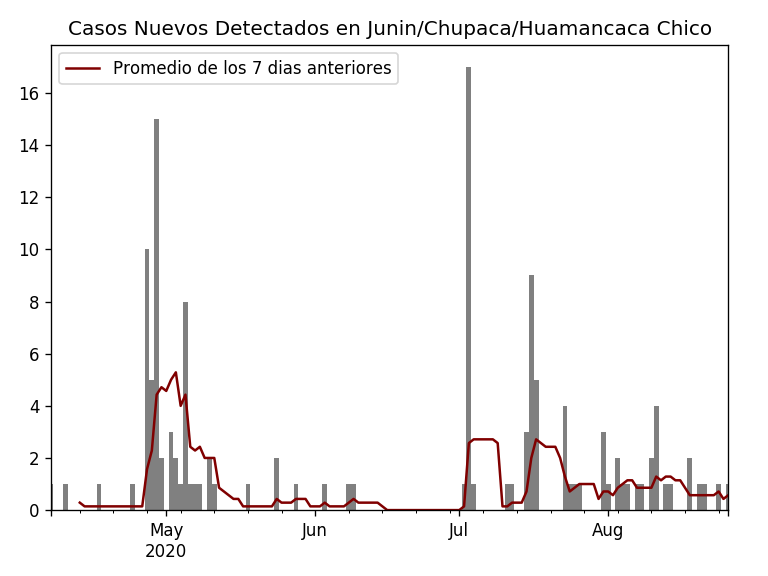 Casos Nuevos Detectados en Junin/Chupaca/Huamancaca Chico
Promedio de los 7 dias anteriores
16
14
12
10
8
6
4
2
0
May
2020
Jun
Jul
Aug